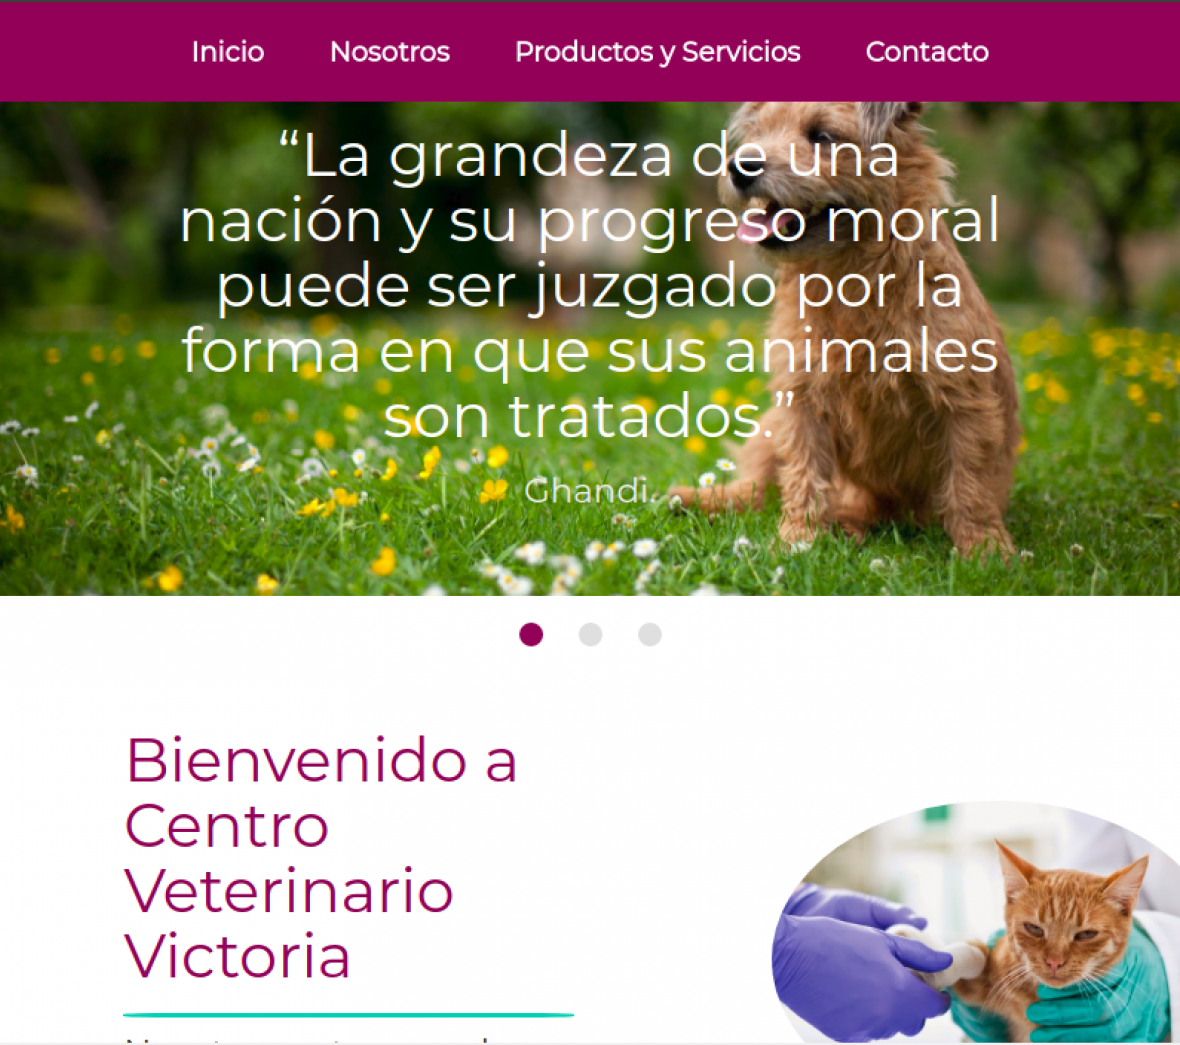 Inicio Nosotros Productos y Servicios Contacto
“La grandeza de una
nación y su progreso moral
puede ser juzgado por la
forma en que sus animales
son tratados.”
Ghandi.
Bienvenido a
Centro
Veterinario
Victoria